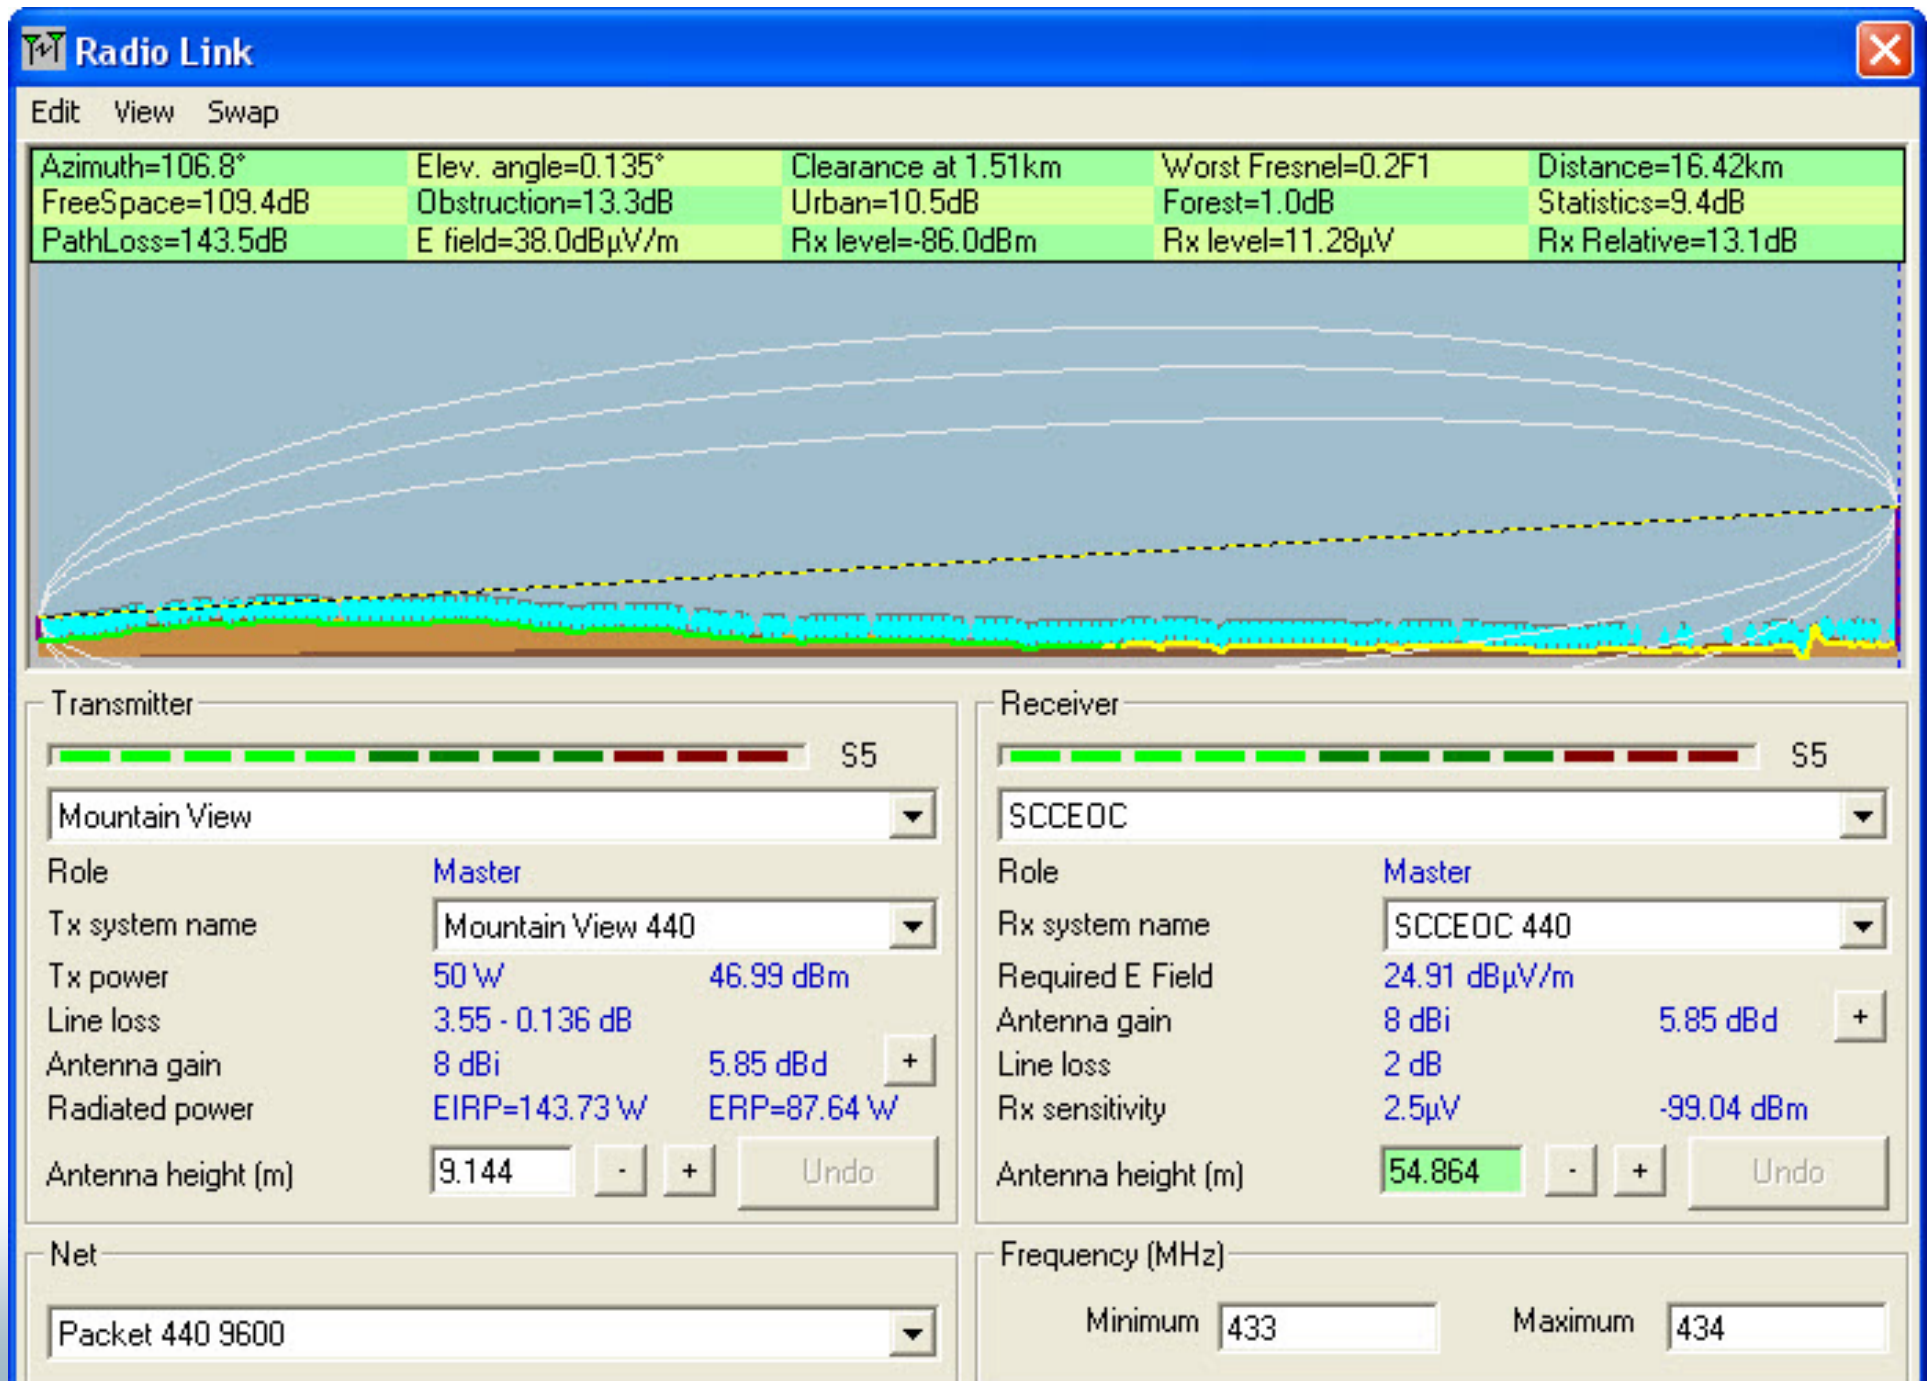 Radio Link
Edit View Swap
Azimuth=106.8° Elev. angle=0.135° Clearance at 1.51km Worst Fresnel=0.2F1 Distance=16.42km
FreeSpace=109.4dB Obstruction=13.3dB Urban=10.5dB Forest=1.0dB Statistics=9.4dB
PathLoss=143.5dB E field=38.0dBµV/m Rx level=-86.0dBm Rx level=11.28µV Rx Relative=13.1dB
Transmitter
S5
Mountain View
Role Master
Tx system name Mountain View 440
Tx power 50 W 46.99 dBm
Line loss 3.55 - 0.136 dB
Antenna gain 8 dBi 5.85 dBd +
Radiated power EIRP=143.73 W ERP=87.64 W
Antenna height (m) 9.144 - + Undo
Receiver
S5
SCCEOC
Role Master
Rx system name SCCEOC 440
Required E Field 24.91 dBµV/m
Antenna gain 8 dBi 5.85 dBd +
Line loss 2 dB
Rx sensitivity 2.5µV -99.04 dBm
Antenna height (m) 54.864 - + Undo
Net
Packet 440 9600
Frequency (MHz)
Minimum 433 Maximum 434